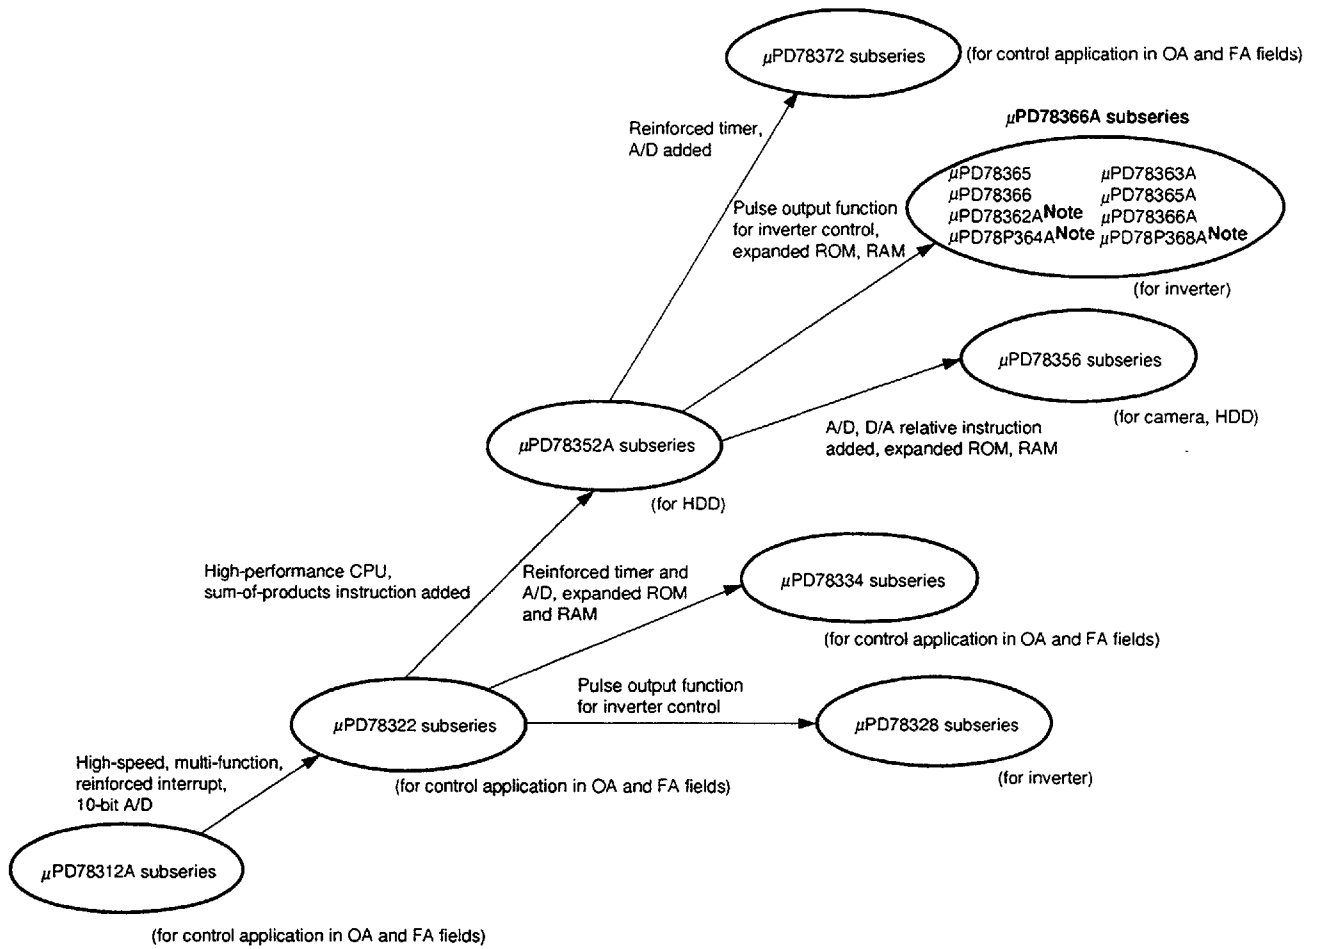 μPD78372 subseries
(for control application in OA and FA fields)
Reinforced timer,
A/D added
μPD78366A subseries
μPD78365 μPD78363A
μPD78366 μPD78365A
μPD78362ANote μPD78366A
μPD78P364ANote μPD78P368ANote
(for inverter)
Pulse output function
for inverter control,
expanded ROM, RAM
μPD78356 subseries
(for camera, HDD)
A/D, D/A relative instruction
added, expanded ROM, RAM
μPD78352A subseries
(for HDD)
High-performance CPU,
sum-of-products instruction added
Reinforced timer and
A/D, expanded ROM
and RAM
μPD78334 subseries
(for control application in OA and FA fields)
Pulse output function
for inverter control
μPD78328 subseries
(for inverter)
μPD78322 subseries
(for control application in OA and FA fields)
High-speed, multi-function,
reinforced interrupt,
10-bit A/D
μPD78312A subseries
(for control application in OA and FA fields)